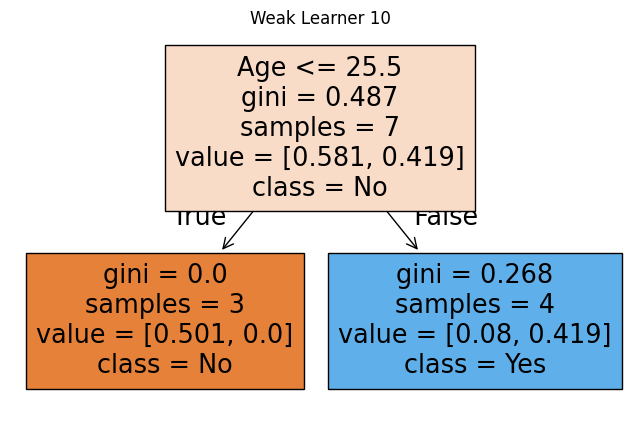 Weak Learner 10
Age <= 25.5
gini = 0.487
samples = 7
value = [0.581, 0.419]
class = No
True
False
gini = 0.0
samples = 3
value = [0.501, 0.0]
class = No
gini = 0.268
samples = 4
value = [0.08, 0.419]
class = Yes